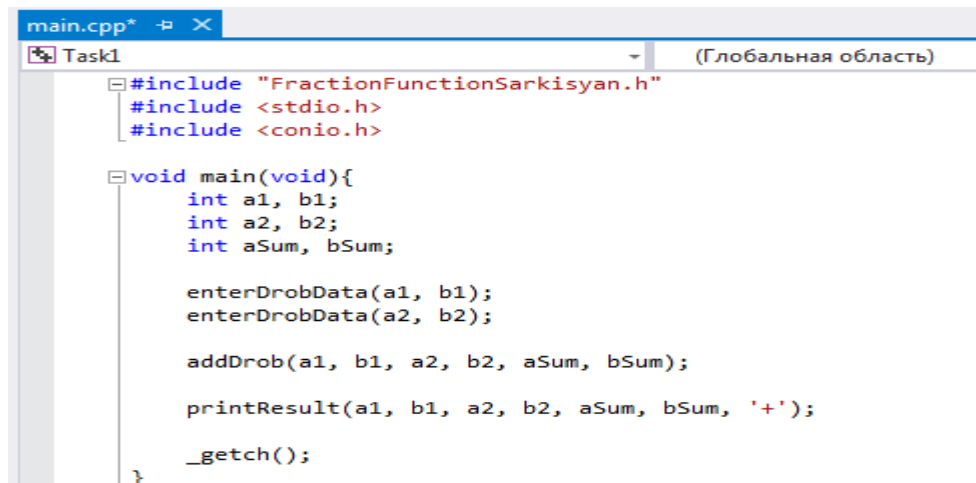 main.cpp*
Task1 (Глобальная область)
#include "FractionFunctionSarkisyan.h"
#include <stdio.h>
#include <conio.h>
void main(void){
int a1, b1;
int a2, b2;
int aSum, bSum;
enterDrobData(a1, b1);
enterDrobData(a2, b2);
addDrob(a1, b1, a2, b2, aSum, bSum);
printResult(a1, b1, a2, b2, aSum, bSum, '+');
_getch();
}